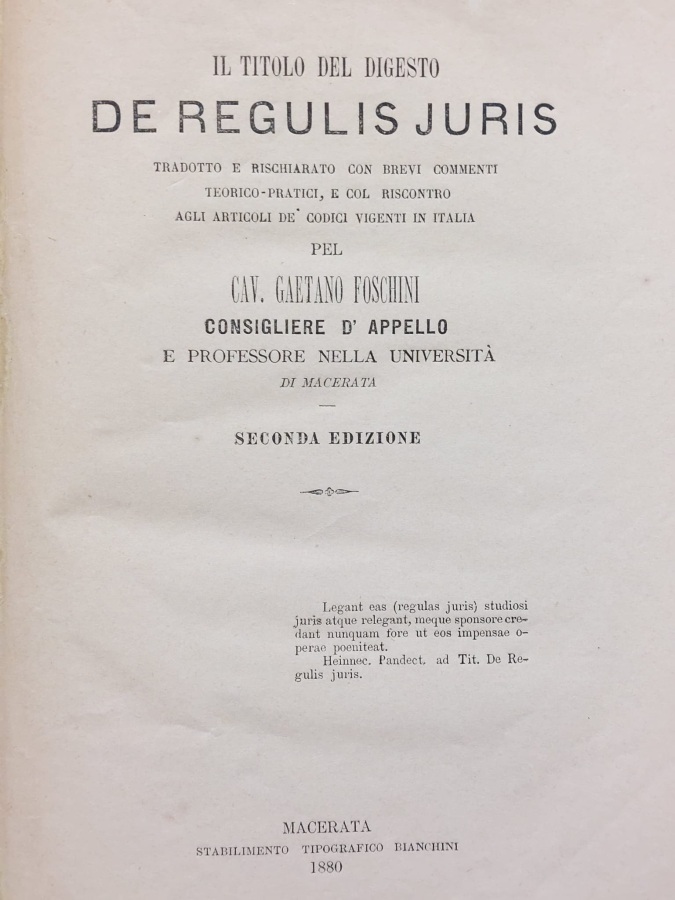 IL TITOLO DEL DIGESTO
DE REGULIS JURIS
TRADOTTO E RISCHIARATO CON BREVI COMMENTI
TEORICO-PRATICI, E COL RISCONTRO
AGLI ARTICOLI DE' CODICI VIGENTI IN ITALIA
PEL
CAV. GAETANO FOSCHINI
CONSIGLIERE D' APPELLO
E PROFESSORE NELLA UNIVERSITÀ
DI MACERATA
SECONDA EDIZIONE
Legant eas (regulas juris) studiosi
juris atque relegant, meque sponsore cre-
dant nunquam fore ut eos impensae o-
perae poeniteat.
Heinnec. Pandect. ad Tit. De Re-
gulis juris.
MACERATA
STABILIMENTO TIPOGRAFICO BIANCHINI
1880